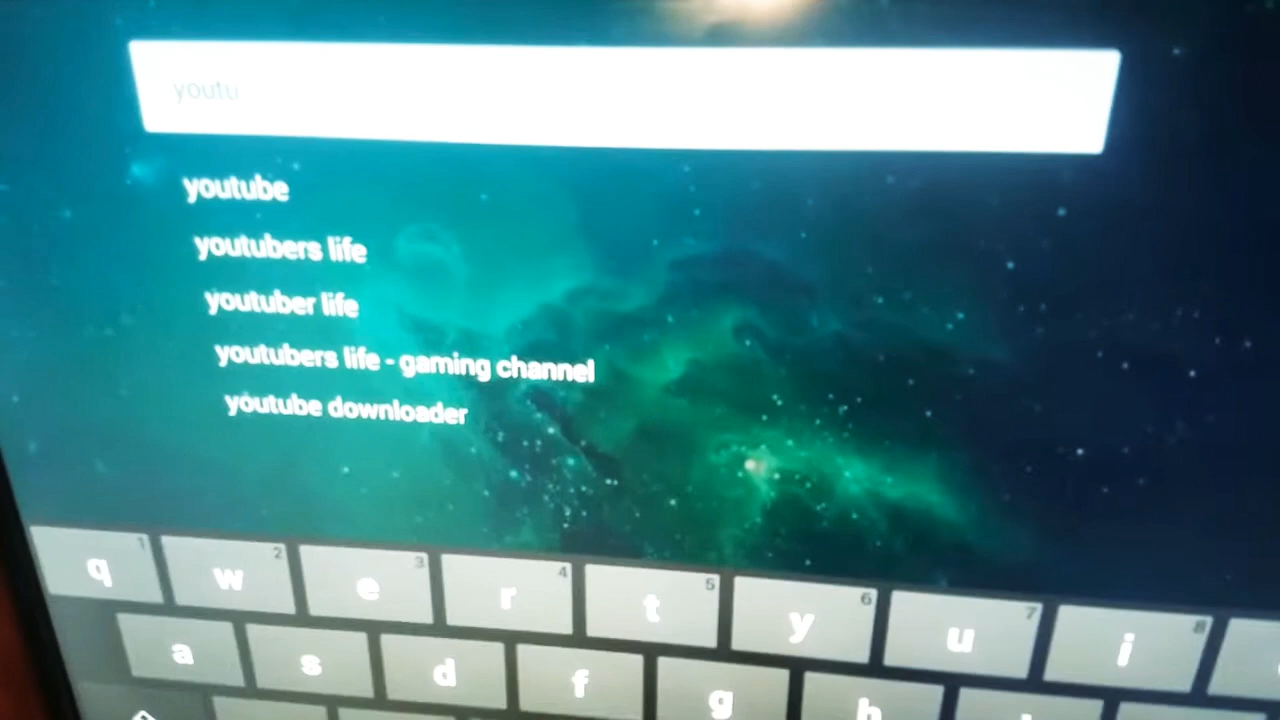 youtu
youtube
youtubers life
youtuber life
youtubers life - gaming channel
youtube downloader
1 2 3 4 5 6 7 8
q w e r t y u i
a s d f g h